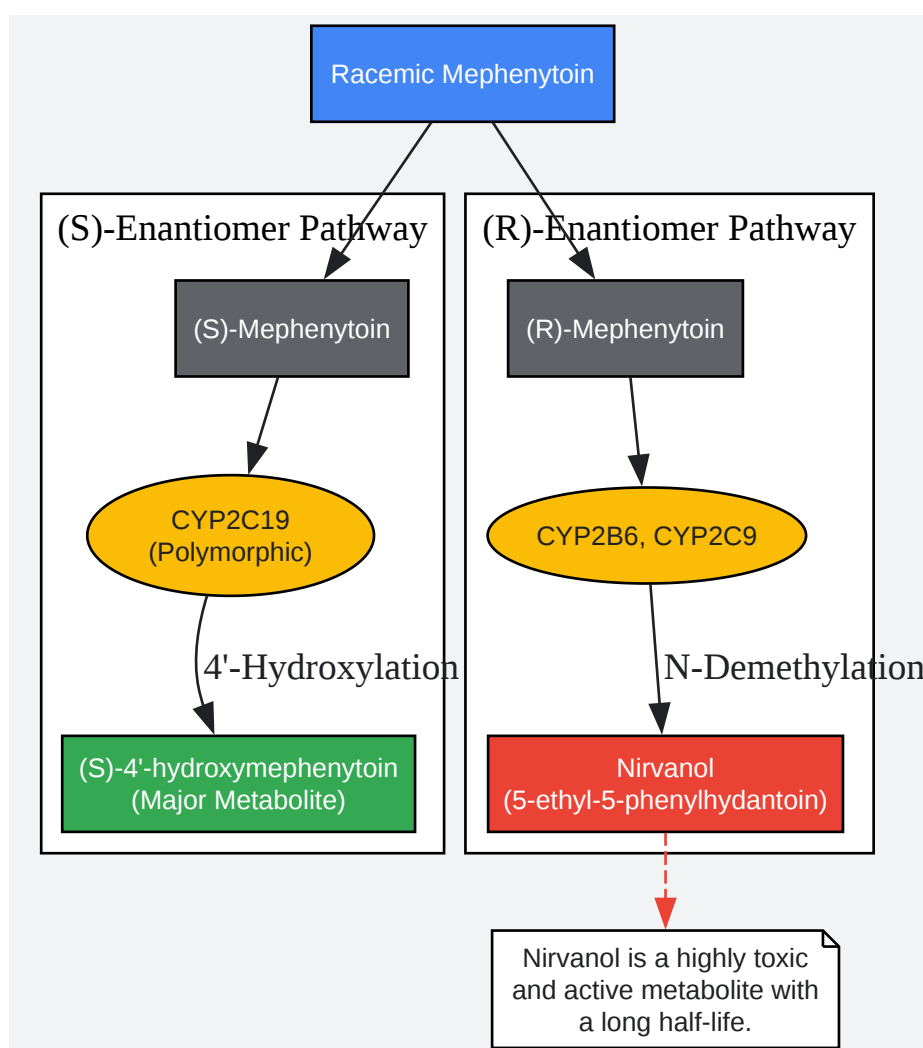 Racemic Mephenytoin
(S)-Enantiomer Pathway
(S)-Mephenytoin
CYP2C19
(Polymorphic)
4'-Hydroxylation
(S)-4'-hydroxymephenytoin
(Major Metabolite)
(R)-Enantiomer Pathway
(R)-Mephenytoin
CYP2B6, CYP2C9
N-Demethylation
Nirvanol
(5-ethyl-5-phenylhydantoin)
Nirvanol is a highly toxic
and active metabolite with
a long half-life.